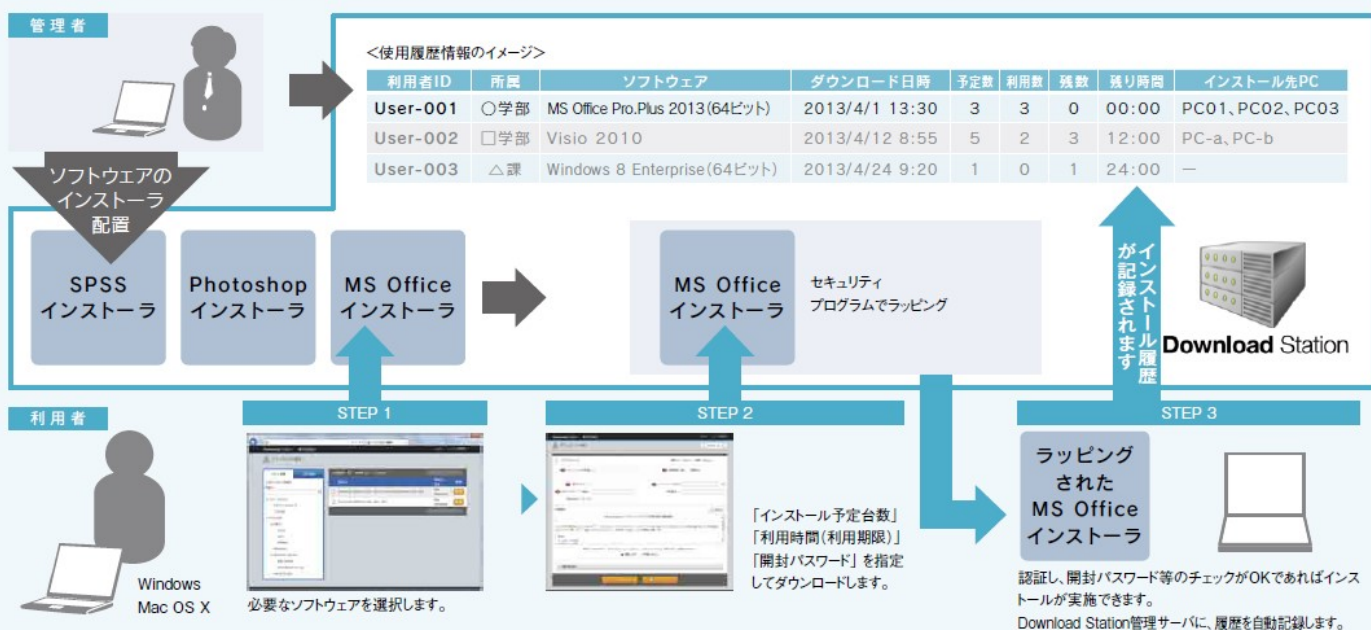 管理者
<使用履歴情報のイメージ>
利用者ID 所属 ソフトウェア ダウンロード日時 予定数 利用数 残数 残り時間 インストール先PC
User-001 〇学部 MS Office Pro.Plus 2013(64ビット) 2013/4/1 13:30 3 3 0 00:00 PC01、PC02、PC03
User-002 □学部 Visio 2010 2013/4/12 8:55 5 2 3 12:00 PC-a、PC-b
User-003 △課 Windows 8 Enterprise(64ビット) 2013/4/24 9:20 1 0 1 24:00 —
ソフトウェアの
インストーラ
配置
SPSS
インストーラ
Photoshop
インストーラ
MS Office
インストーラ
MS Office
インストーラ
セキュリティ
プログラムでラッピング
インストール履歴
が記録されます
Download Station
利用者
Windows
Mac OS X
STEP 1
必要なソフトウェアを選択します。
STEP 2
「インストール予定台数」
「利用時間(利用期限)」
「開封パスワード」を指定
してダウンロードします。
STEP 3
ラッピング
された
MS Office
インストーラ
認証し、開封パスワード等のチェックがOKであればインス
トールが実施できます。
Download Station管理サーバに、履歴を自動記録します。